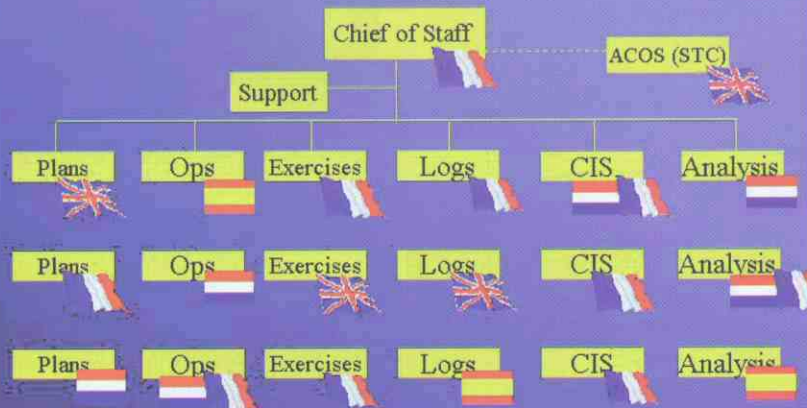 Chief of Staff
ACOS (STC)
Support
Plans Ops Exercises Logs CIS Analysis
Plans Ops Exercises Logs CIS Analysis
Plans Ops Exercises Logs CIS Analysis